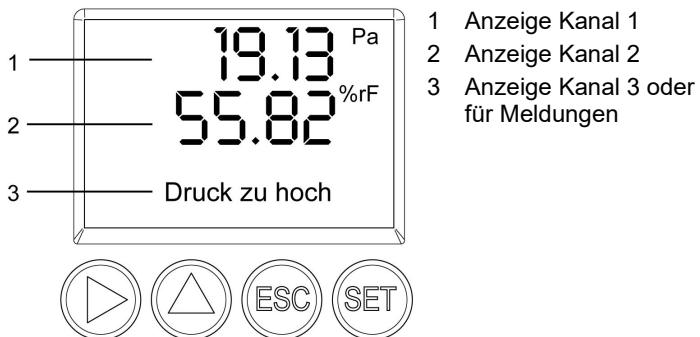 19.13 Pa
1
55.82 %rF
2
3 Druck zu hoch
ESC SET
1 Anzeige Kanal 1
2 Anzeige Kanal 2
3 Anzeige Kanal 3 oder
für Meldungen